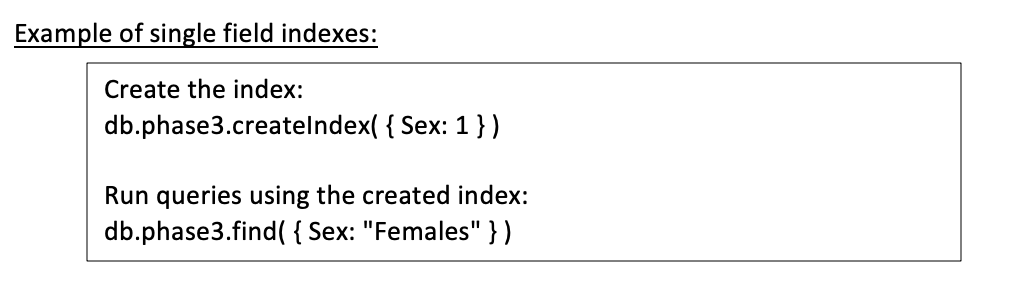 Example of single field indexes:
Create the index:
db.phase3.createIndex( { Sex: 1 } )
Run queries using the created index:
db.phase3.find( { Sex: "Females" } )